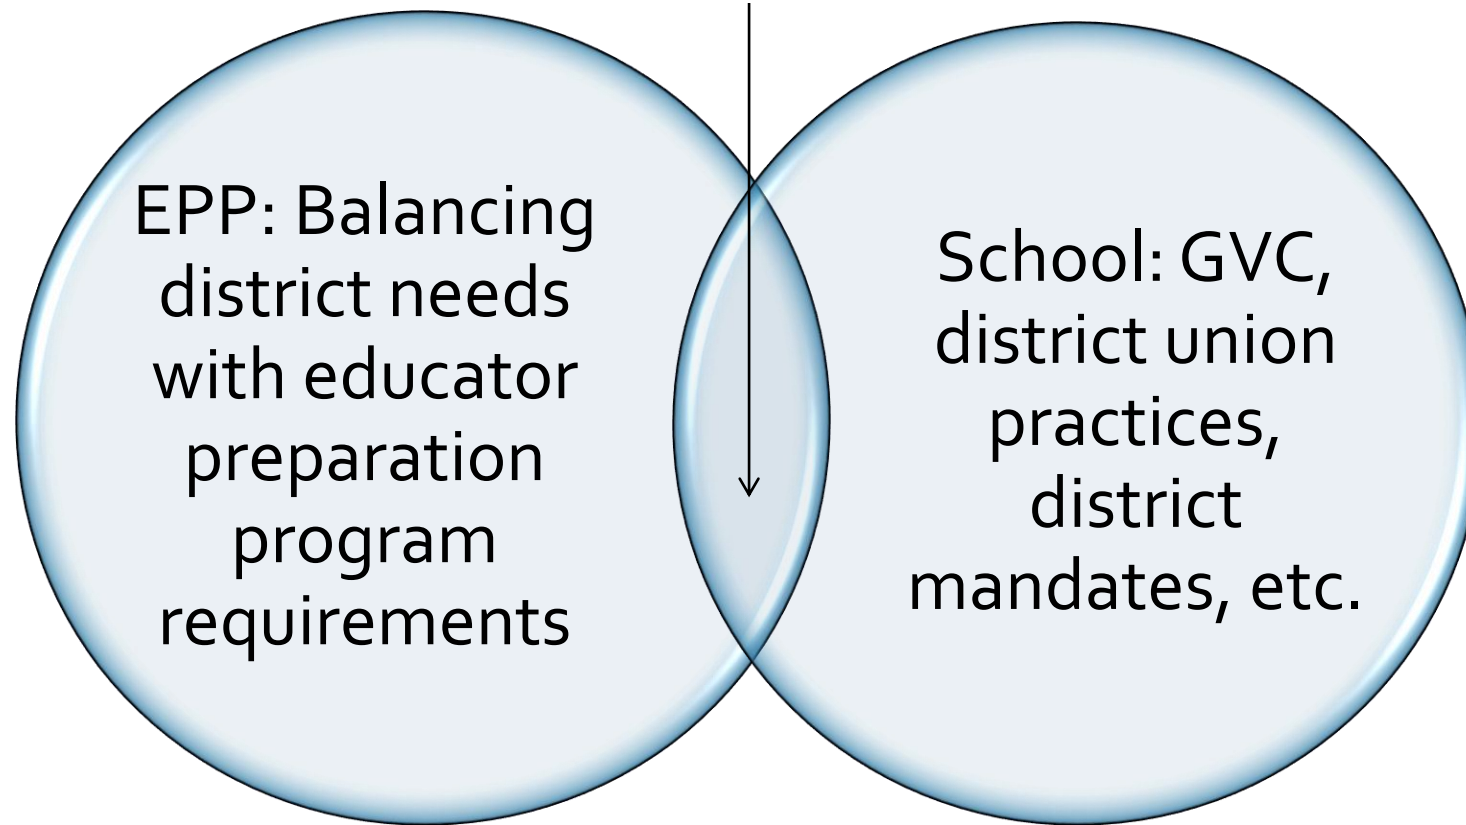 EPP: Balancing
district needs
with educator
preparation
program
requirements
School: GVC,
district union
practices,
district
mandates, etc.